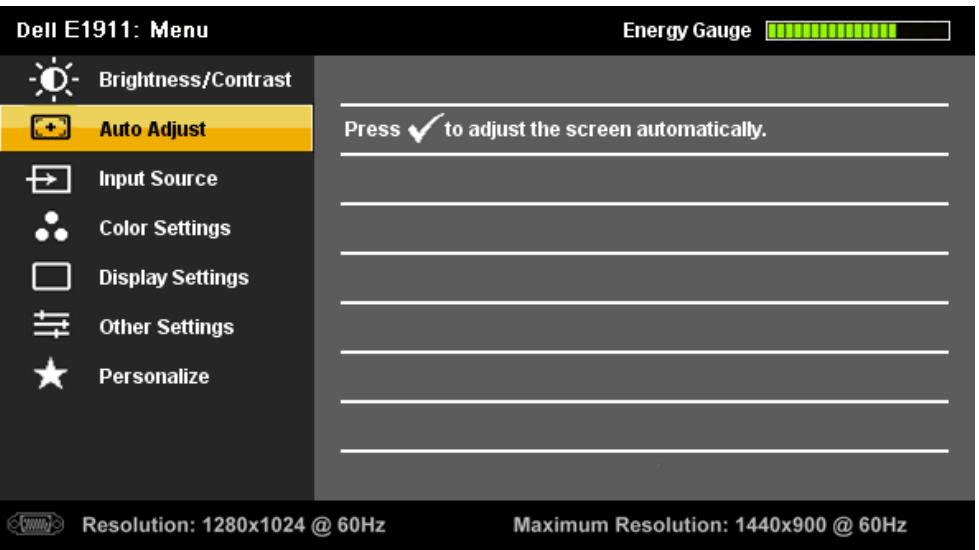 Dell E1911: Menu
Energy Gauge
Brightness/Contrast
Auto Adjust
Press ✓ to adjust the screen automatically.
Input Source
Color Settings
Display Settings
Other Settings
Personalize
Resolution: 1280x1024 @ 60Hz
Maximum Resolution: 1440x900 @ 60Hz